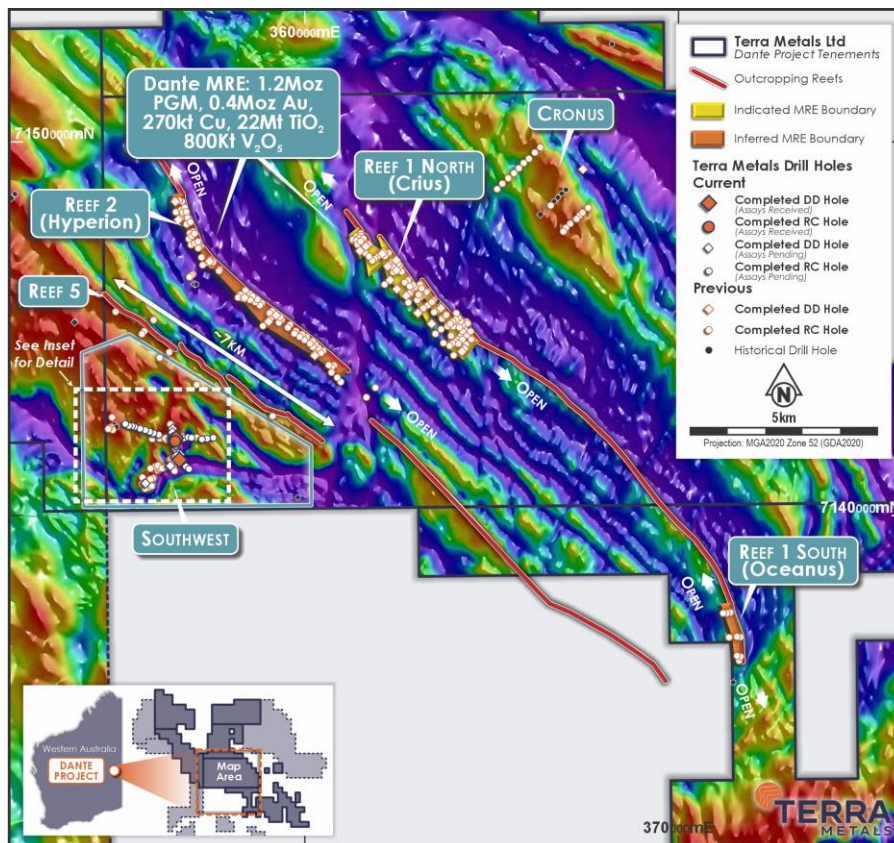 360000mE
7150000mN
Dante MRE: 1.2Moz
PGM, 0.4Moz Au,
270kt Cu, 22Mt TiO₂
800Kt V₂O₅
CRONUS
REEF 1 NORTH
(Crius)
OPEN
OPEN
REEF 2
(Hyperion)
REEF 5
~7KM
See Inset
for Detail
OPEN
OPEN
SOUTHWEST
7140000mN
REEF 1 SOUTH
(Oceanus)
OPEN
OPEN
370000mE
Terra Metals Ltd
Dante Project Tenements
Outcropping Reefs
Indicated MRE Boundary
Inferred MRE Boundary
Terra Metals Drill Holes
Current
Completed DD Hole
(Assays Received)
Completed RC Hole
(Assays Received)
Completed DD Hole
(Assays Pending)
Completed RC Hole
(Assays Pending)
Previous
Completed DD Hole
Completed RC Hole
Historical Drill Hole
N
5km
Projection: MGA2020 Zone 52 (GDA2020)
Western Australia
DANTE
PROJECT
Map
Area
TERRA
METALS